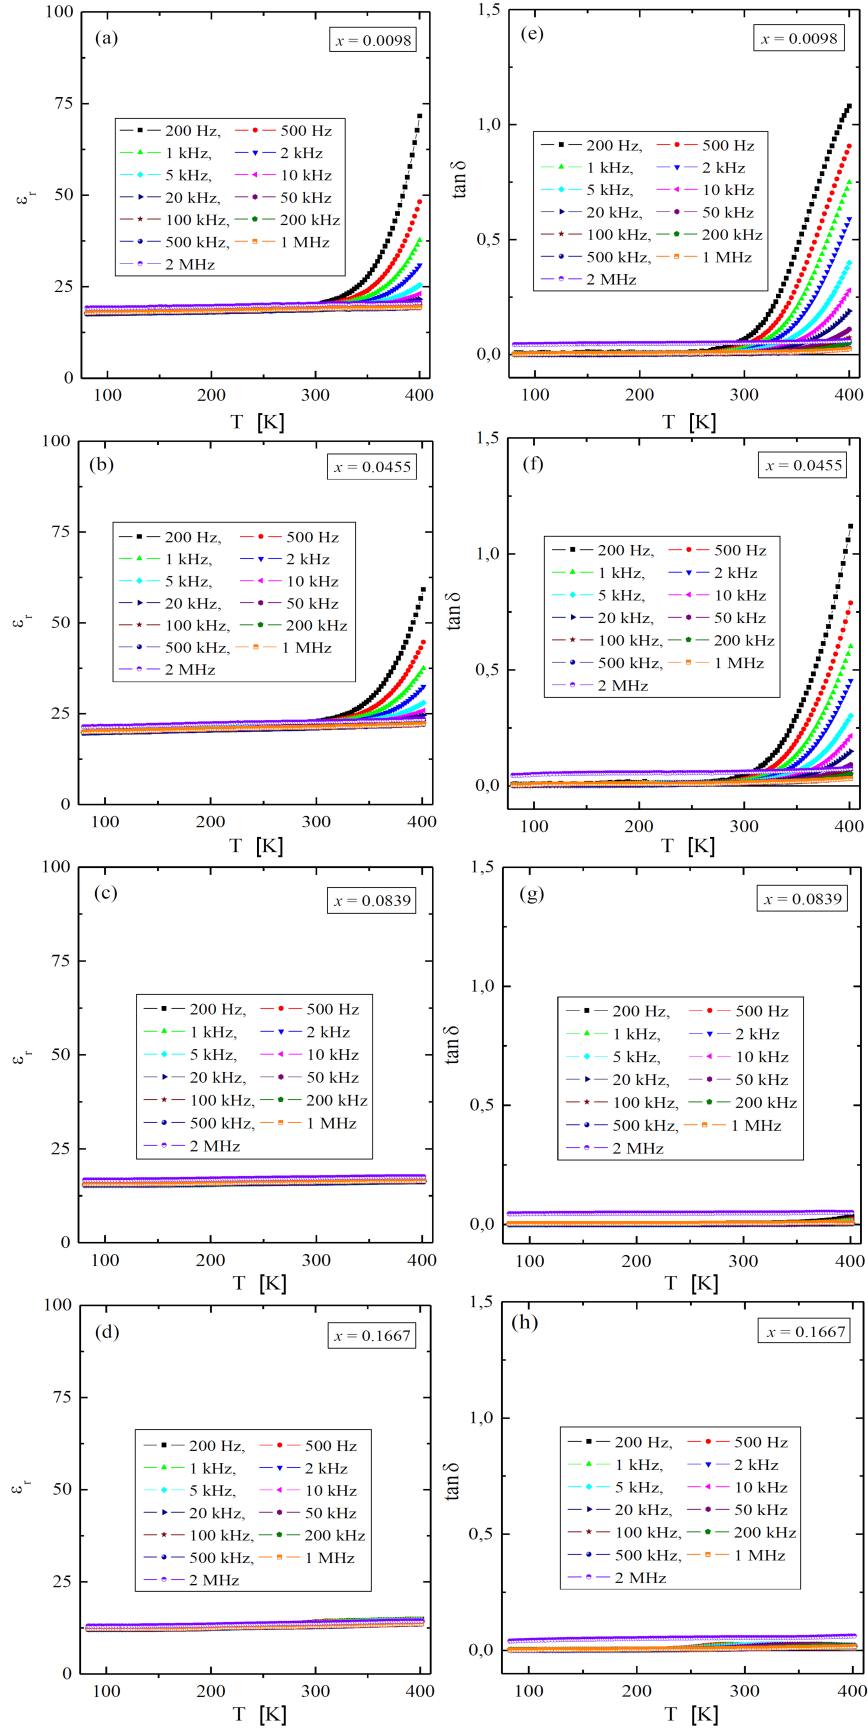 (a)
x = 0.0098
100
75
50
25
0
εr
200 Hz, 500 Hz
1 kHz, 2 kHz
5 kHz, 10 kHz
20 kHz, 50 kHz
100 kHz, 200 kHz
500 kHz, 1 MHz
2 MHz
100 200 300 400
T [K]
(e)
x = 0.0098
1,5
1,0
0,5
0,0
tan δ
200 Hz, 500 Hz
1 kHz, 2 kHz
5 kHz, 10 kHz
20 kHz, 50 kHz
100 kHz, 200 kHz
500 kHz, 1 MHz
2 MHz
100 200 300 400
T [K]
(b)
x = 0.0455
100
75
50
25
0
εr
200 Hz, 500 Hz
1 kHz, 2 kHz
5 kHz, 10 kHz
20 kHz, 50 kHz
100 kHz, 200 kHz
500 kHz, 1 MHz
2 MHz
100 200 300 400
T [K]
(f)
x = 0.0455
1,5
1,0
0,5
0,0
tan δ
200 Hz, 500 Hz
1 kHz, 2 kHz
5 kHz, 10 kHz
20 kHz, 50 kHz
100 kHz, 200 kHz
500 kHz, 1 MHz
2 MHz
100 200 300 400
T [K]
(c)
x = 0.0839
100
75
50
25
0
εr
200 Hz, 500 Hz
1 kHz, 2 kHz
5 kHz, 10 kHz
20 kHz, 50 kHz
100 kHz, 200 kHz
500 kHz, 1 MHz
2 MHz
100 200 300 400
T [K]
(g)
x = 0.0839
1,5
1,0
0,5
0,0
tan δ
200 Hz, 500 Hz
1 kHz, 2 kHz
5 kHz, 10 kHz
20 kHz, 50 kHz
100 kHz, 200 kHz
500 kHz, 1 MHz
2 MHz
100 200 300 400
T [K]
(d)
x = 0.1667
100
75
50
25
0
εr
200 Hz, 500 Hz
1 kHz, 2 kHz
5 kHz, 10 kHz
20 kHz, 50 kHz
100 kHz, 200 kHz
500 kHz, 1 MHz
2 MHz
100 200 300 400
T [K]
(h)
x = 0.1667
1,5
1,0
0,5
0,0
tan δ
200 Hz, 500 Hz
1 kHz, 2 kHz
5 kHz, 10 kHz
20 kHz, 50 kHz
100 kHz, 200 kHz
500 kHz, 1 MHz
2 MHz
100 200 300 400
T [K]